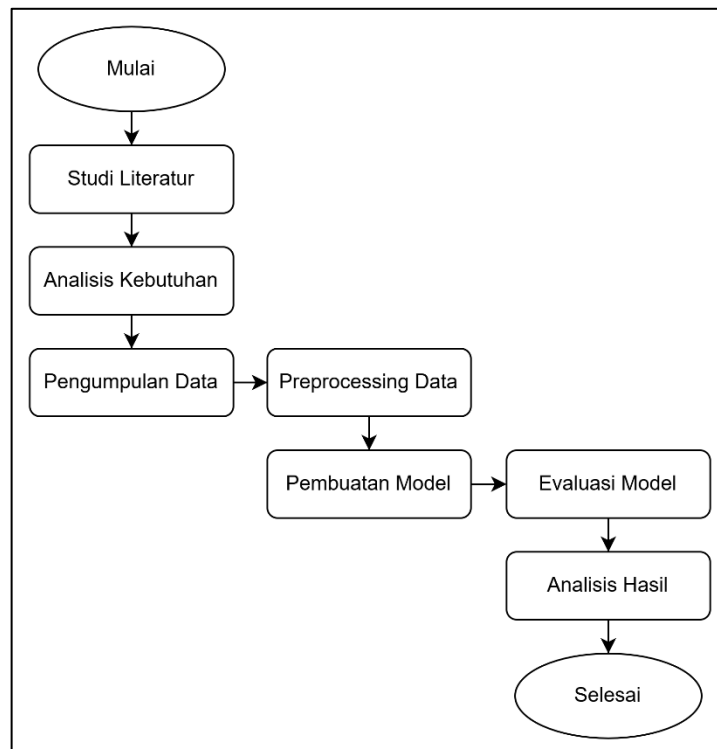 Mulai
Studi Literatur
Analisis Kebutuhan
Pengumpulan Data
Preprocessing Data
Pembuatan Model
Evaluasi Model
Analisis Hasil
Selesai